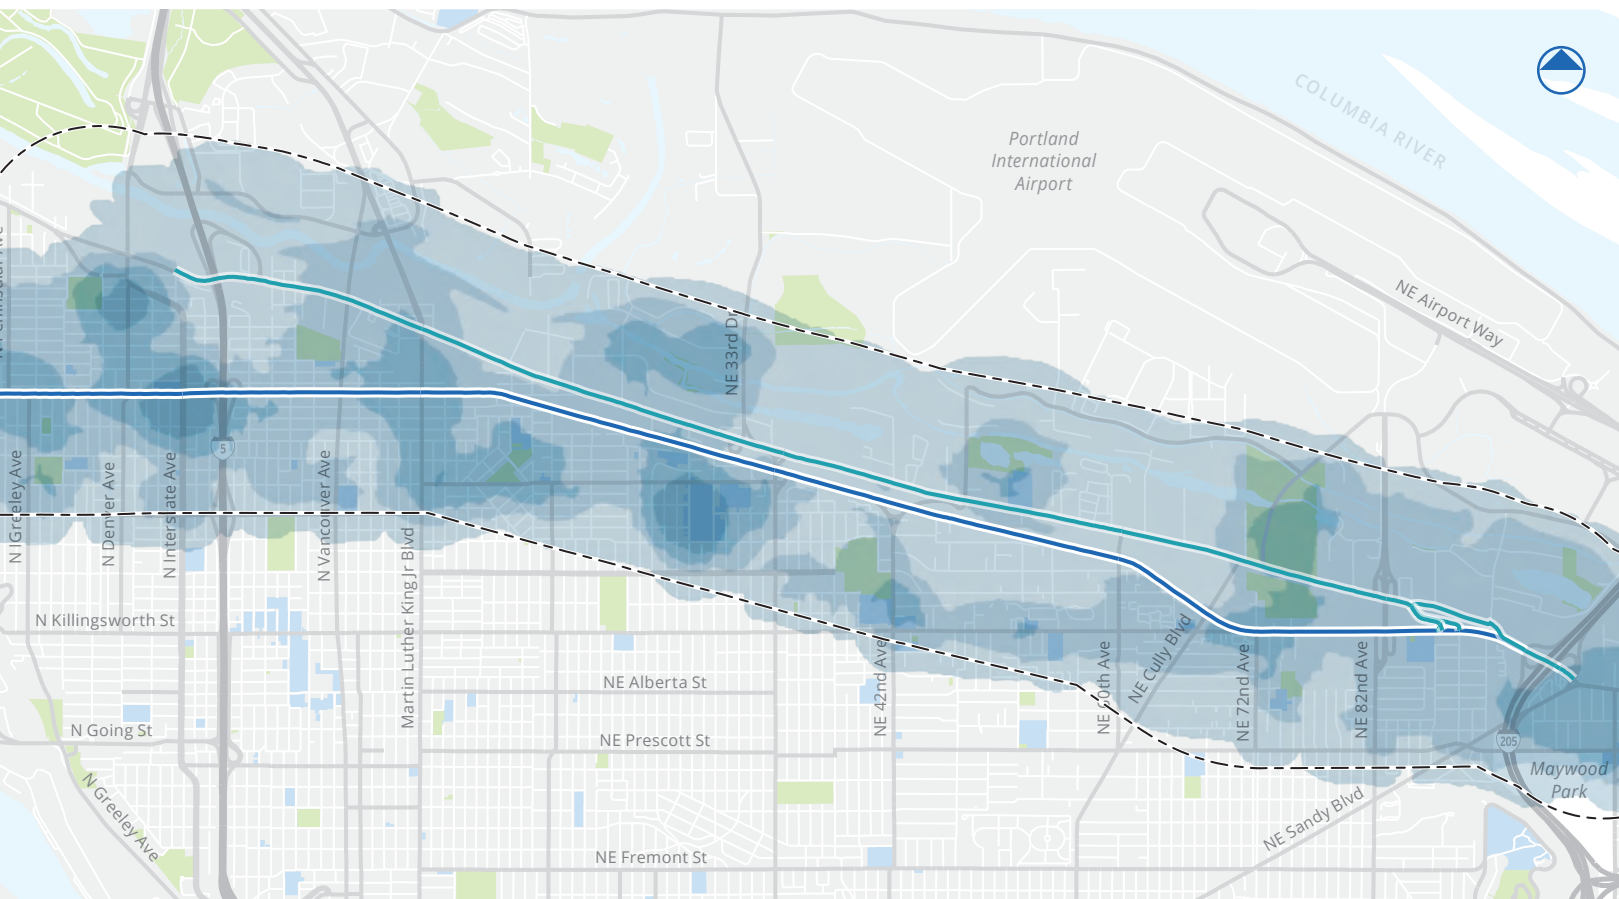 COLUMBIA RIVER
Portland
International
Airport
NE Airport Way
NE 33rd Dr
5
N Greeley Ave
N Denver Ave
N Interstate Ave
N Vancouver Ave
Martin Luther King Jr Blvd
N Killingsworth St
NE Alberta St
NE 42nd Ave
NE 60th Ave
NE Cully Blvd
NE 72nd Ave
NE 82nd Ave
N Going St
NE Prescott St
205
Maywood
Park
N Greeley Ave
NE Sandy Blvd
NE Fremont St